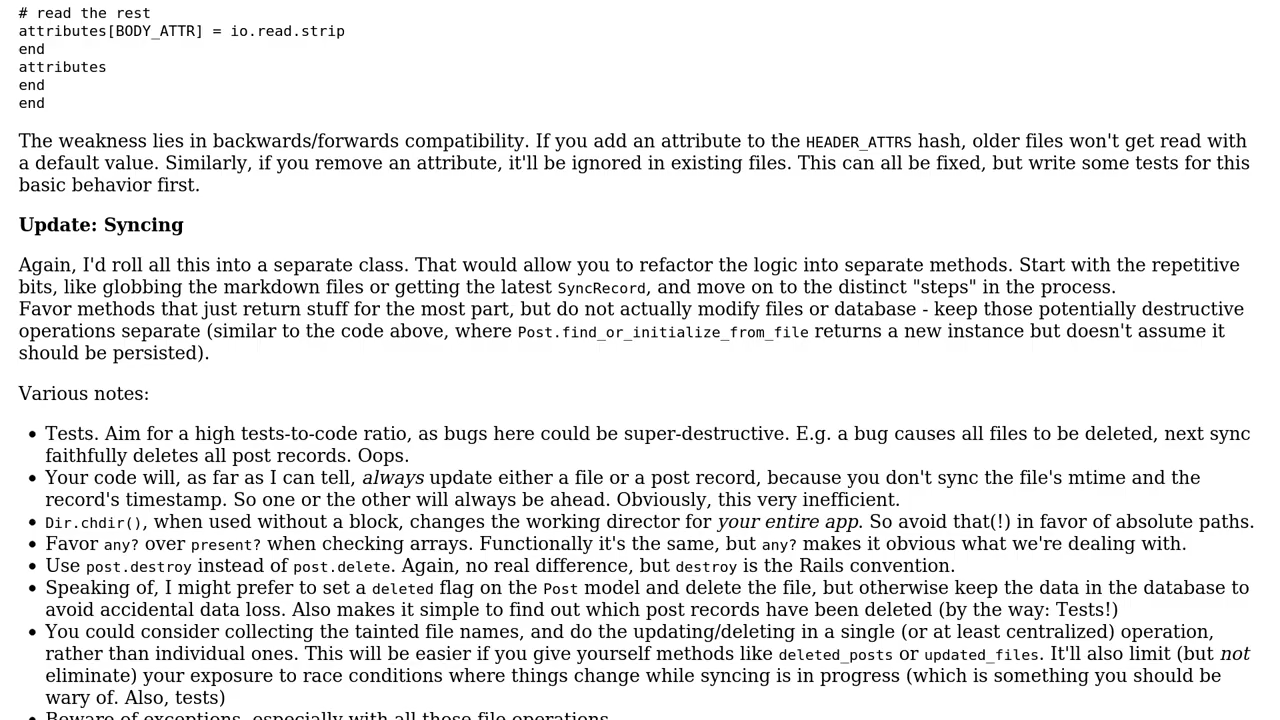 # read the rest
attributes[BODY_ATTR] = io.read.strip
end
attributes
end
end
The weakness lies in backwards/forwards compatibility. If you add an attribute to the HEADER_ATTRS hash, older files won't get read with
a default value. Similarly, if you remove an attribute, it'll be ignored in existing files. This can all be fixed, but write some tests for this
basic behavior first.
Update: Syncing
Again, I'd roll all this into a separate class. That would allow you to refactor the logic into separate methods. Start with the repetitive
bits, like globbing the markdown files or getting the latest SyncRecord, and move on to the distinct "steps" in the process.
Favor methods that just return stuff for the most part, but do not actually modify files or database - keep those potentially destructive
operations separate (similar to the code above, where Post.find_or_initialize_from_file returns a new instance but doesn't assume it
should be persisted).
Various notes:
• Tests. Aim for a high tests-to-code ratio, as bugs here could be super-destructive. E.g. a bug causes all files to be deleted, next sync
faithfully deletes all post records. Oops.
• Your code will, as far as I can tell, always update either a file or a post record, because you don't sync the file's mtime and the
record's timestamp. So one or the other will always be ahead. Obviously, this very inefficient.
• Dir.chdir(), when used without a block, changes the working director for your entire app. So avoid that(!) in favor of absolute paths.
• Favor any? over present? when checking arrays. Functionally it's the same, but any? makes it obvious what we're dealing with.
• Use post.destroy instead of post.delete. Again, no real difference, but destroy is the Rails convention.
• Speaking of, I might prefer to set a deleted flag on the Post model and delete the file, but otherwise keep the data in the database to
avoid accidental data loss. Also makes it simple to find out which post records have been deleted (by the way: Tests!)
• You could consider collecting the tainted file names, and do the updating/deleting in a single (or at least centralized) operation,
rather than individual ones. This will be easier if you give yourself methods like deleted_posts or updated_files. It'll also limit (but not
eliminate) your exposure to race conditions where things change while syncing is in progress (which is something you should be
wary of. Also, tests)
• Beware of exceptions, especially with all those file operations.